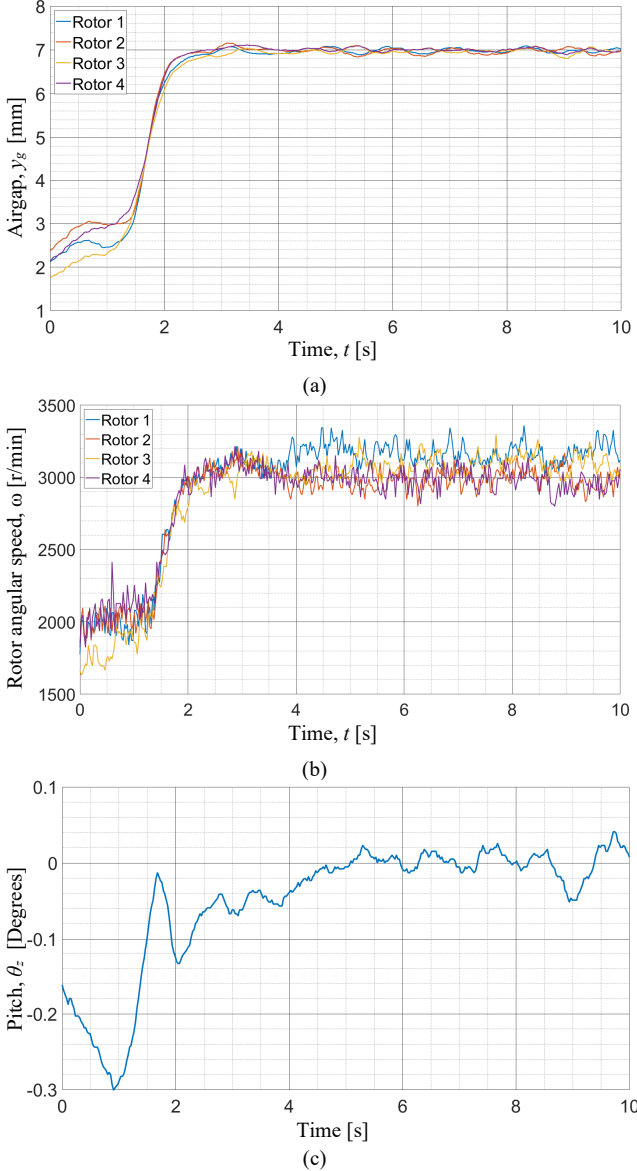 8
7
6
5
4
3
2
1
Airgap, y_g [mm]
Rotor 1
Rotor 2
Rotor 3
Rotor 4
0 2 4 6 8 10
Time, t [s]
(a)
3500
3000
2500
2000
1500
Rotor angular speed, ω [r/min]
Rotor 1
Rotor 2
Rotor 3
Rotor 4
0 2 4 6 8 10
Time, t [s]
(b)
0.1
0
-0.1
-0.2
-0.3
Pitch, θ_z [Degrees]
0 2 4 6 8 10
Time [s]
(c)